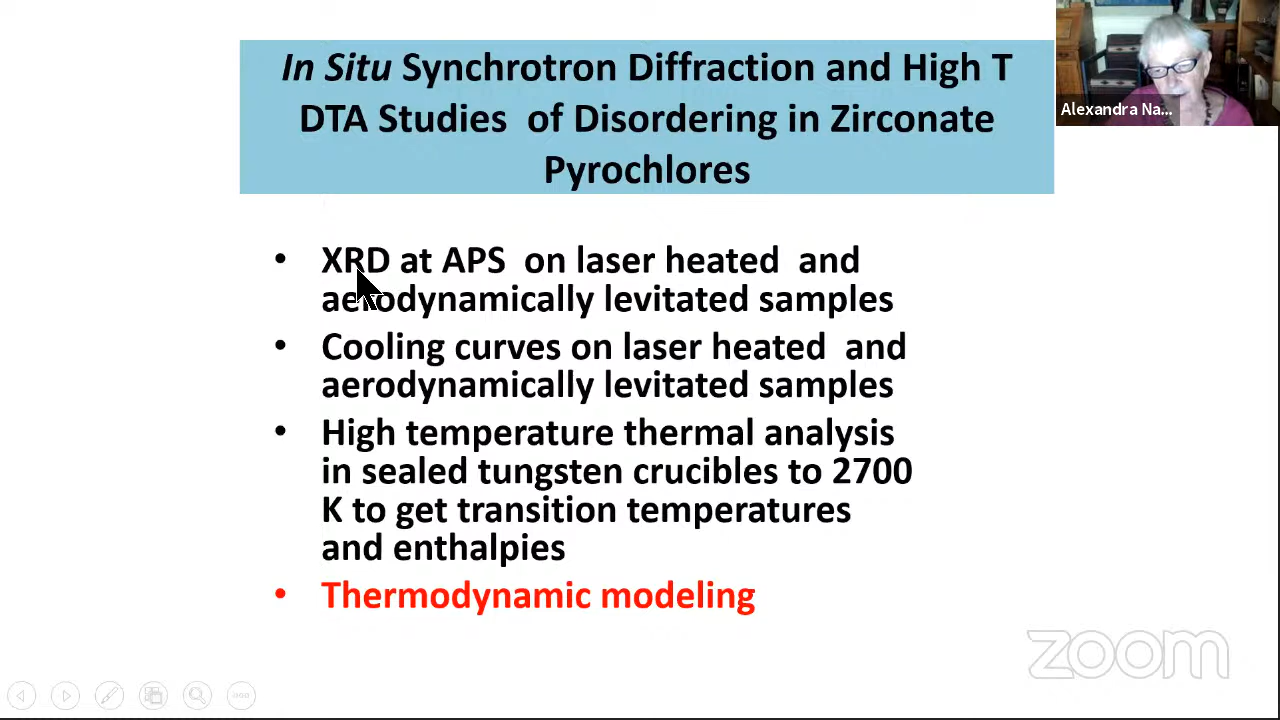 In Situ Synchrotron Diffraction and High T
DTA Studies of Disordering in Zirconate
Pyrochlores
Alexandra Na...
• XRD at APS on laser heated and
aerodynamically levitated samples
• Cooling curves on laser heated and
aerodynamically levitated samples
• High temperature thermal analysis
in sealed tungsten crucibles to 2700
K to get transition temperatures
and enthalpies
• Thermodynamic modeling
zoom